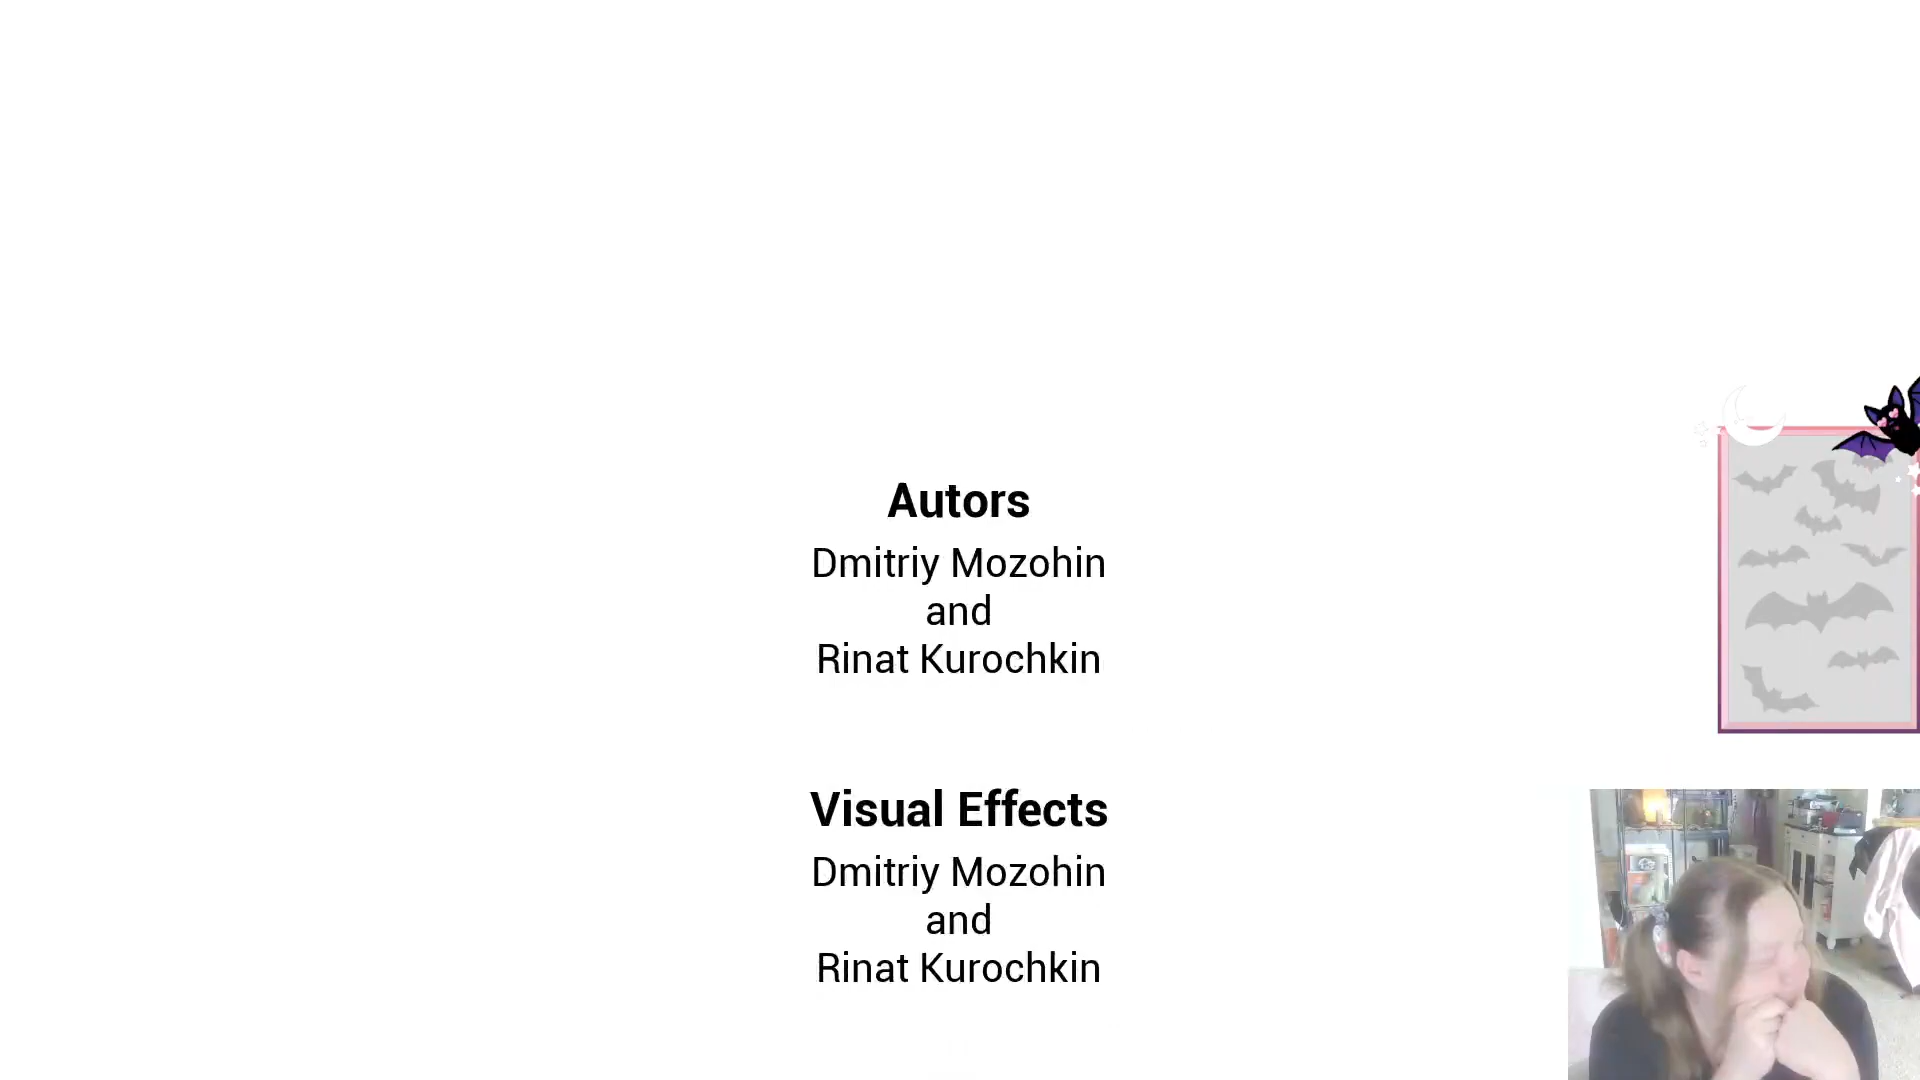 Autors
Dmitriy Mozohin
and
Rinat Kurochkin
Visual Effects
Dmitriy Mozohin
and
Rinat Kurochkin